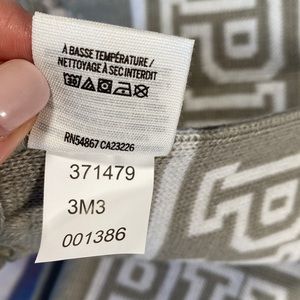 À BASSE TEMPÉRATURE/
NETTOYAGE À SEC INTERDIT
RN54867 CA23226
371479
3M3
001386